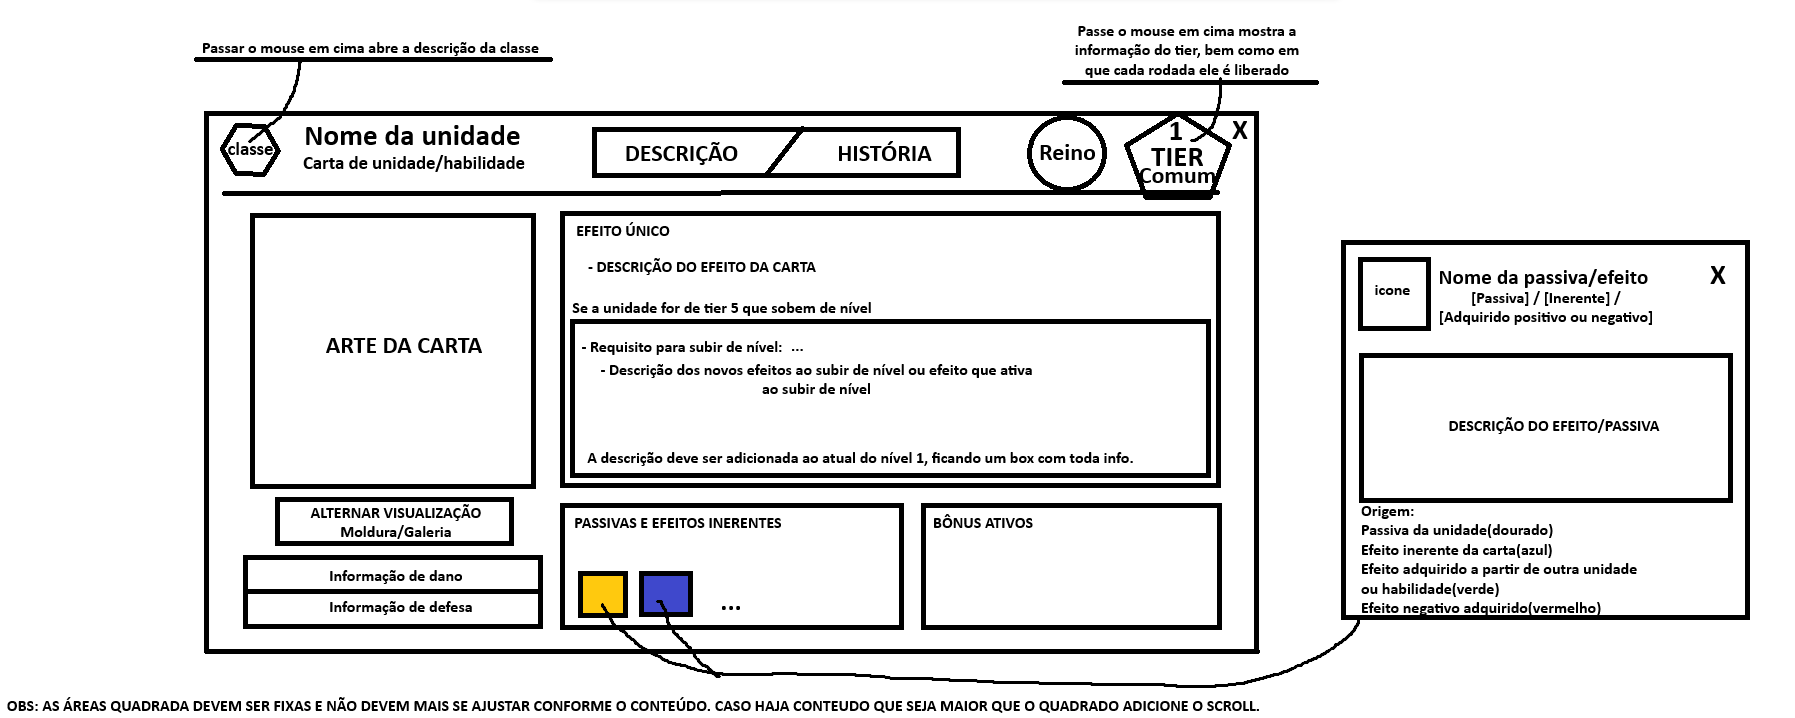 Passar o mouse em cima abre a descrição da classe
Passe o mouse em cima mostra a
informação do tier, bem como em
que cada rodada ele é liberado
classe
Nome da unidade
Carta de unidade/habilidade
DESCRIÇÃO
HISTÓRIA
Reino
1
TIER
Comum
X
ARTE DA CARTA
ALTERNAR VISUALIZAÇÃO
Moldura/Galeria
Informação de dano
Informação de defesa
EFEITO ÚNICO
- DESCRIÇÃO DO EFEITO DA CARTA
Se a unidade for de tier 5 que sobem de nível
- Requisito para subir de nível: ...
- Descrição dos novos efeitos ao subir de nível ou efeito que ativa
ao subir de nível
A descrição deve ser adicionada ao atual do nível 1, ficando um box com toda info.
PASSIVAS E EFEITOS INERENTES
...
BÔNUS ATIVOS
icone
Nome da passiva/efeito
[Passiva] / [Inerente] /
[Adquirido positivo ou negativo]
X
DESCRIÇÃO DO EFEITO/PASSIVA
Origem:
Passiva da unidade(dourado)
Efeito inerente da carta(azul)
Efeito adquirido a partir de outra unidade
ou habilidade(verde)
Efeito negativo adquirido(vermelho)
OBS: AS ÁREAS QUADRADA DEVEM SER FIXAS E NÃO DEVEM MAIS SE AJUSTAR CONFORME O CONTEÚDO. CASO HAJA CONTEUDO QUE SEJA MAIOR QUE O QUADRADO ADICIONE O SCROLL.